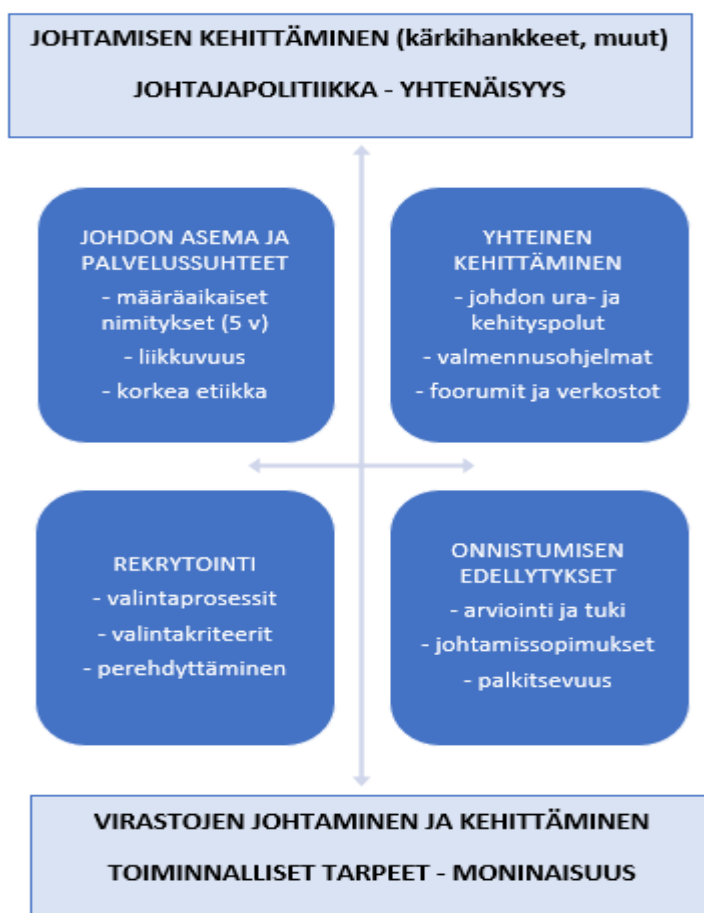 JOHTAMISEN KEHITTÄMINEN (kärkihankkeet, muut)
JOHTAJAPOLITIIKKA - YHTENÄISYYS
JOHDON ASEMA JA
PALVELUSSUHTEET
- määräaikaiset
nimitykset (5 v)
- liikkuvuus
- korkea etiikka
YHTEINEN
KEHITTÄMINEN
- johdon ura- ja
kehityspolut
- valmennusohjelmat
- foorumit ja verkostot
REKRYTOINTI
- valintaprosessit
- valintakriteerit
- perehdyttäminen
ONNISTUMISEN
EDELLYTYKSET
- arviointi ja tuki
- johtamissopimukset
- palkitsevuus
VIRASTOJEN JOHTAMINEN JA KEHITTÄMINEN
TOIMINNALLISET TARPEET - MONINAISUUS